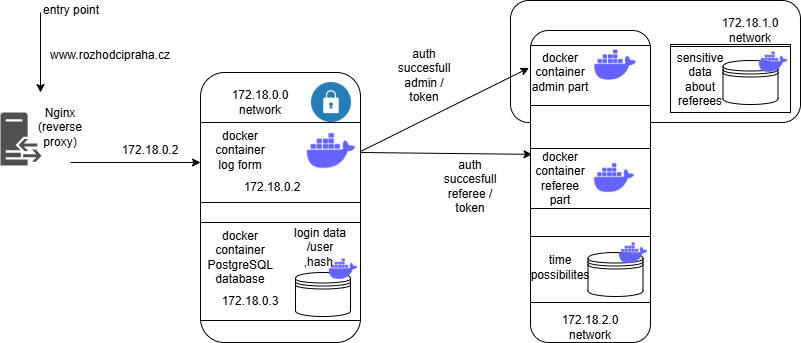 entry point
www.rozhodcipraha.cz
Nginx
(reverse
proxy)
172.18.0.2
172.18.0.0
network
docker
container
log form
172.18.0.2
docker
container
PostgreSQL
database
172.18.0.3
login data
/user
,hash
auth
succesfull
admin /
token
auth
succesfull
referee /
token
docker
container
admin part
docker
container
referee
part
time
possibilites
172.18.2.0
network
172.18.1.0
network
sensitive
data
about
referees